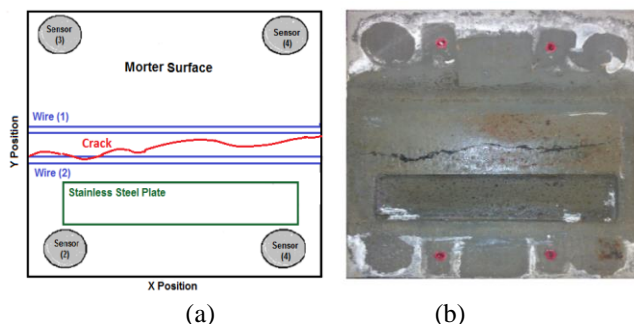 Sensor
(3)
Sensor
(4)
Morter Surface
Wire (1)
Crack
Wire (2)
Stainless Steel Plate
Sensor
(2)
Sensor
(4)
Y Position
X Position
(a)
(b)